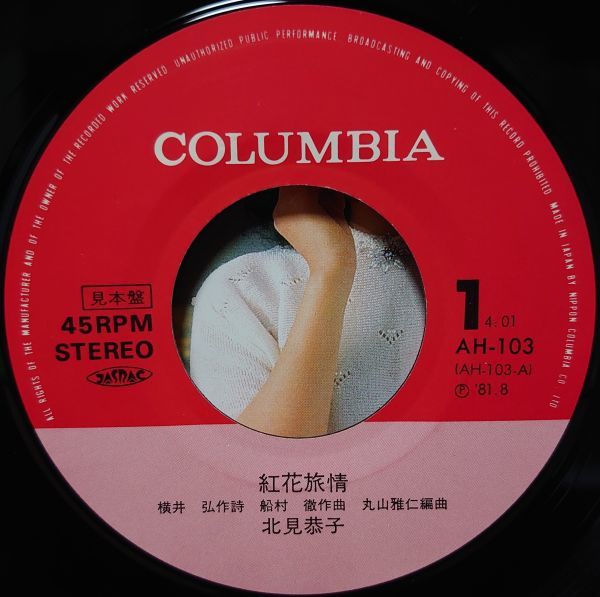 ALL RIGHTS OF THE MANUFACTURER AND OF THE OWNER OF THE RECORDED WORK RESERVED. UNAUTHORIZED PUBLIC PERFORMANCE. BROADCASTING AND COPYING OF THIS RECORD PROHIBITED MADE IN JAPAN BY NIPPON COLUMBIA CO. LTD
COLUMBIA
見本盤
45RPM
STEREO
JASRAC
1 4:01
AH-103
(AH-103-A)
Ⓟ '81.8
紅花旅情
横井 弘作詩 船村 徹作曲 丸山雅仁編曲
北見恭子